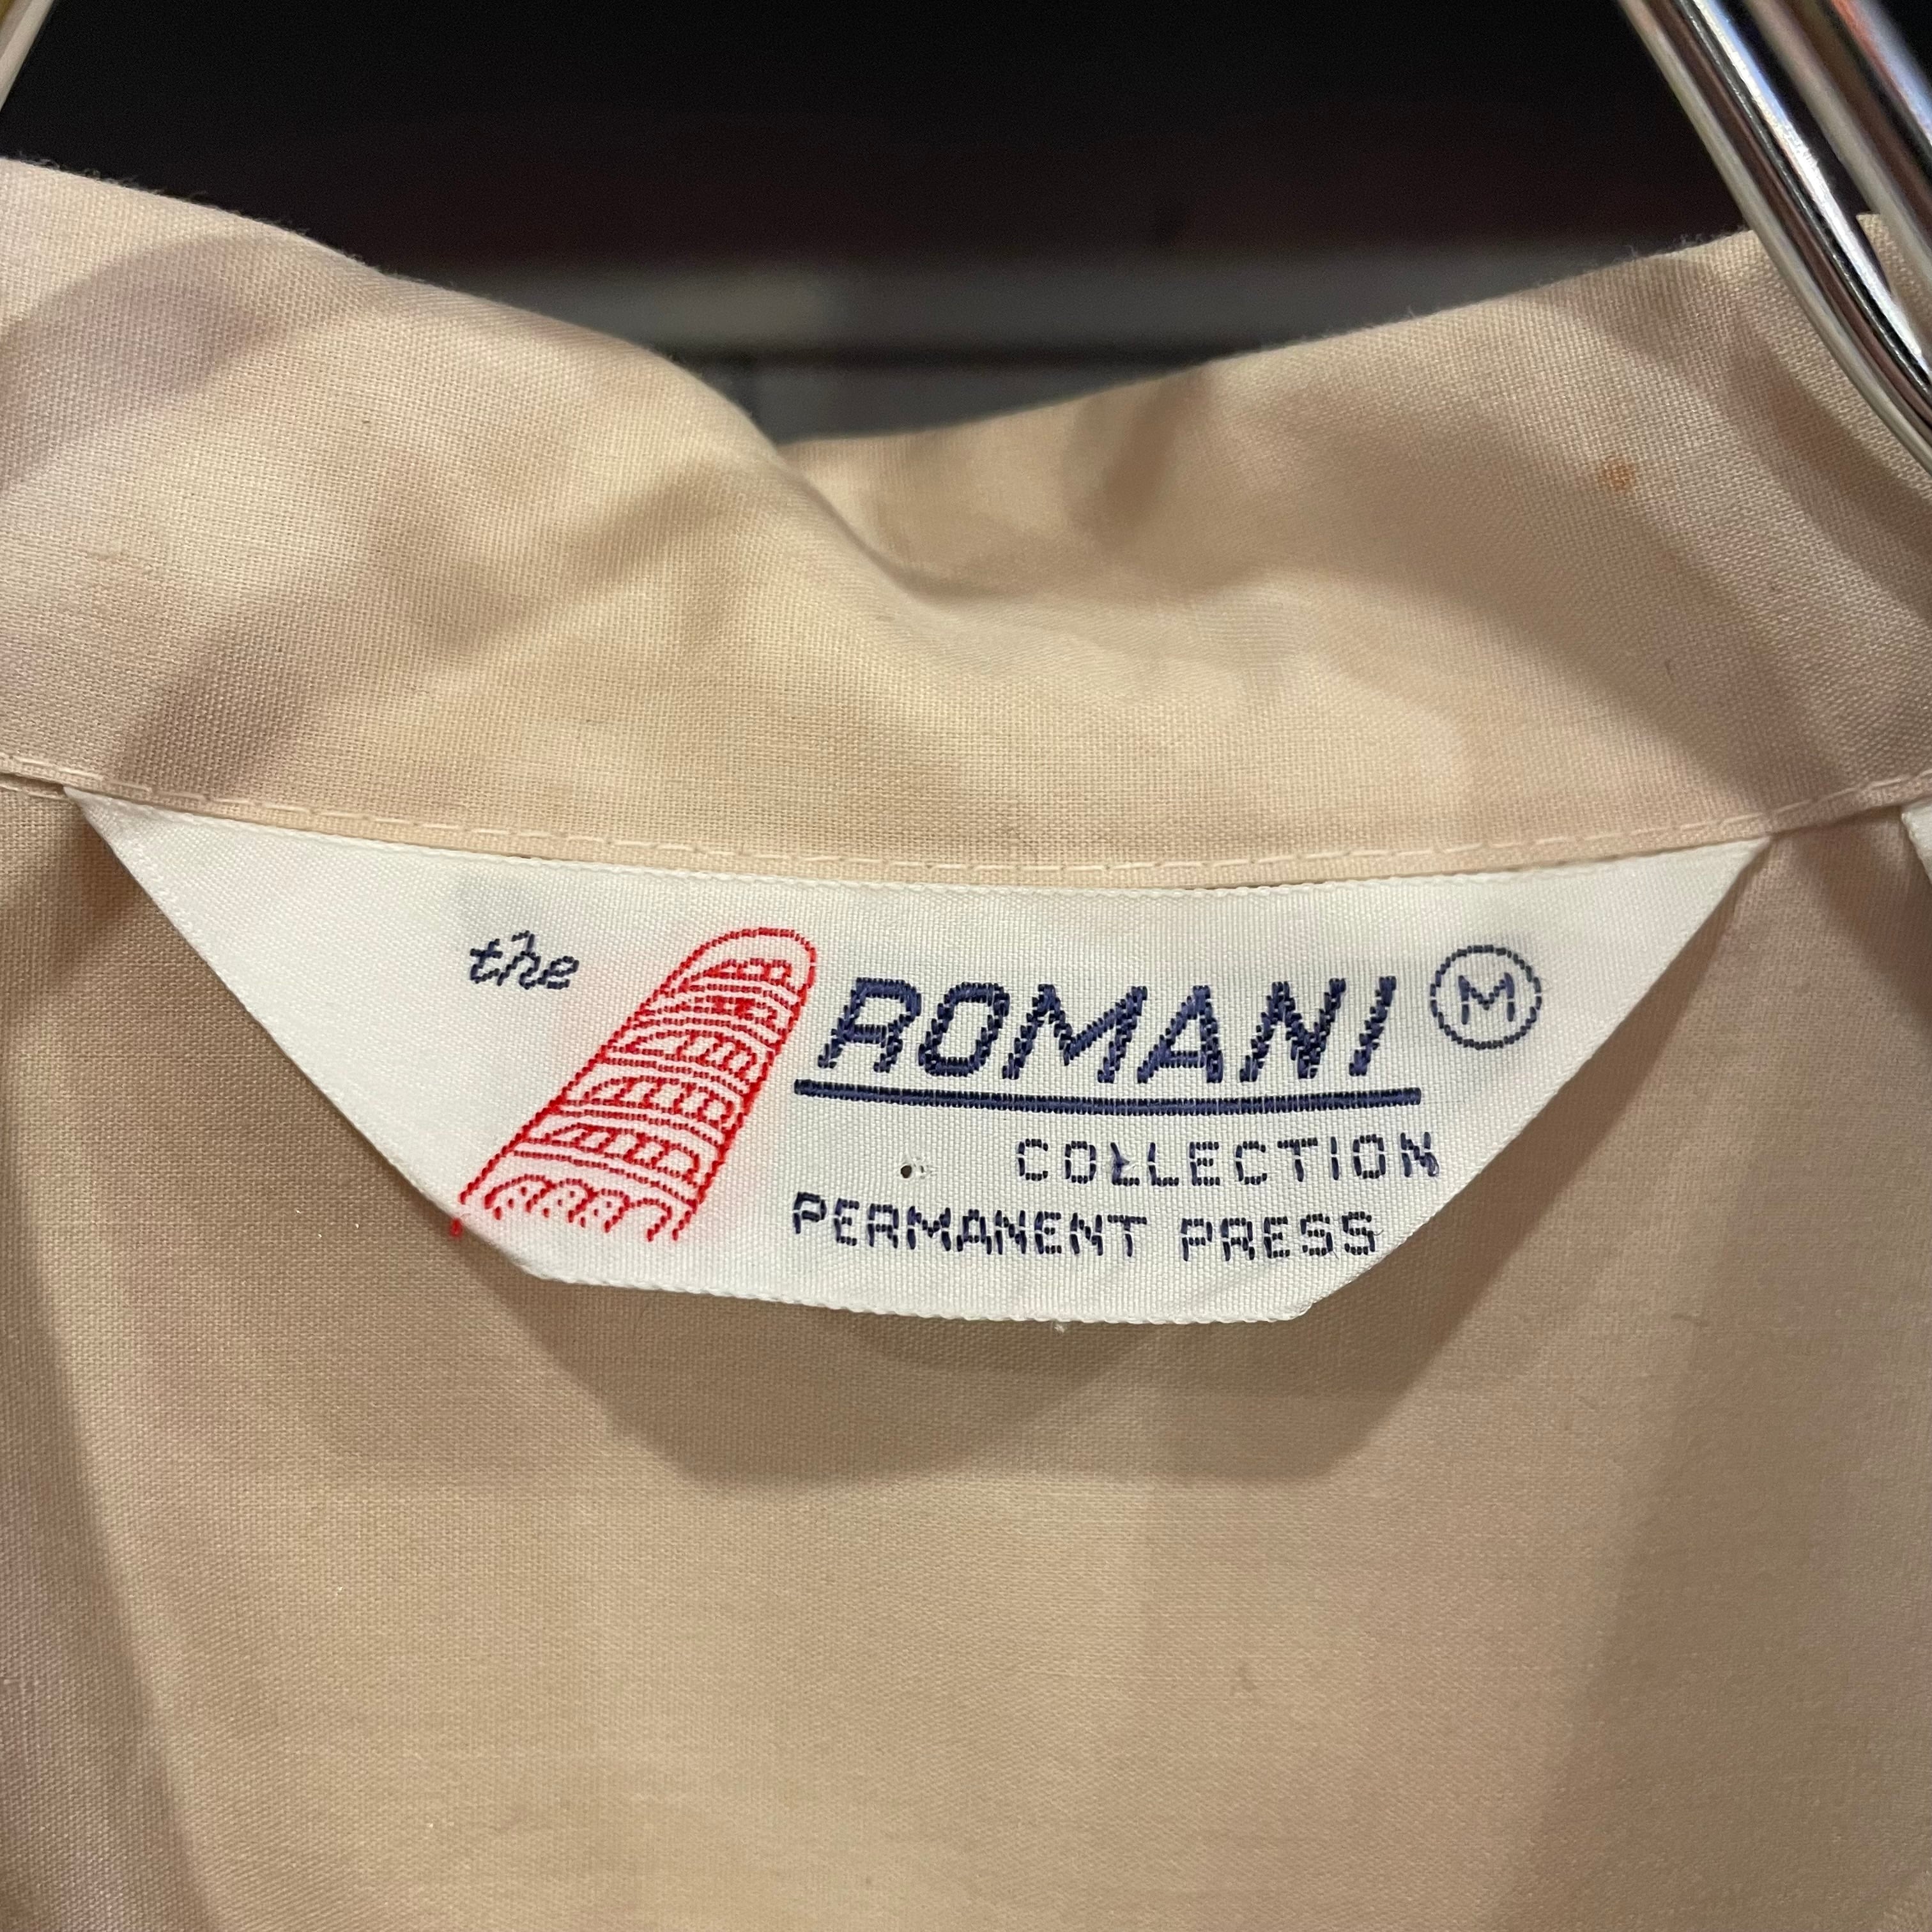 the ROMANI M
COLLECTION
PERMANENT PRESS